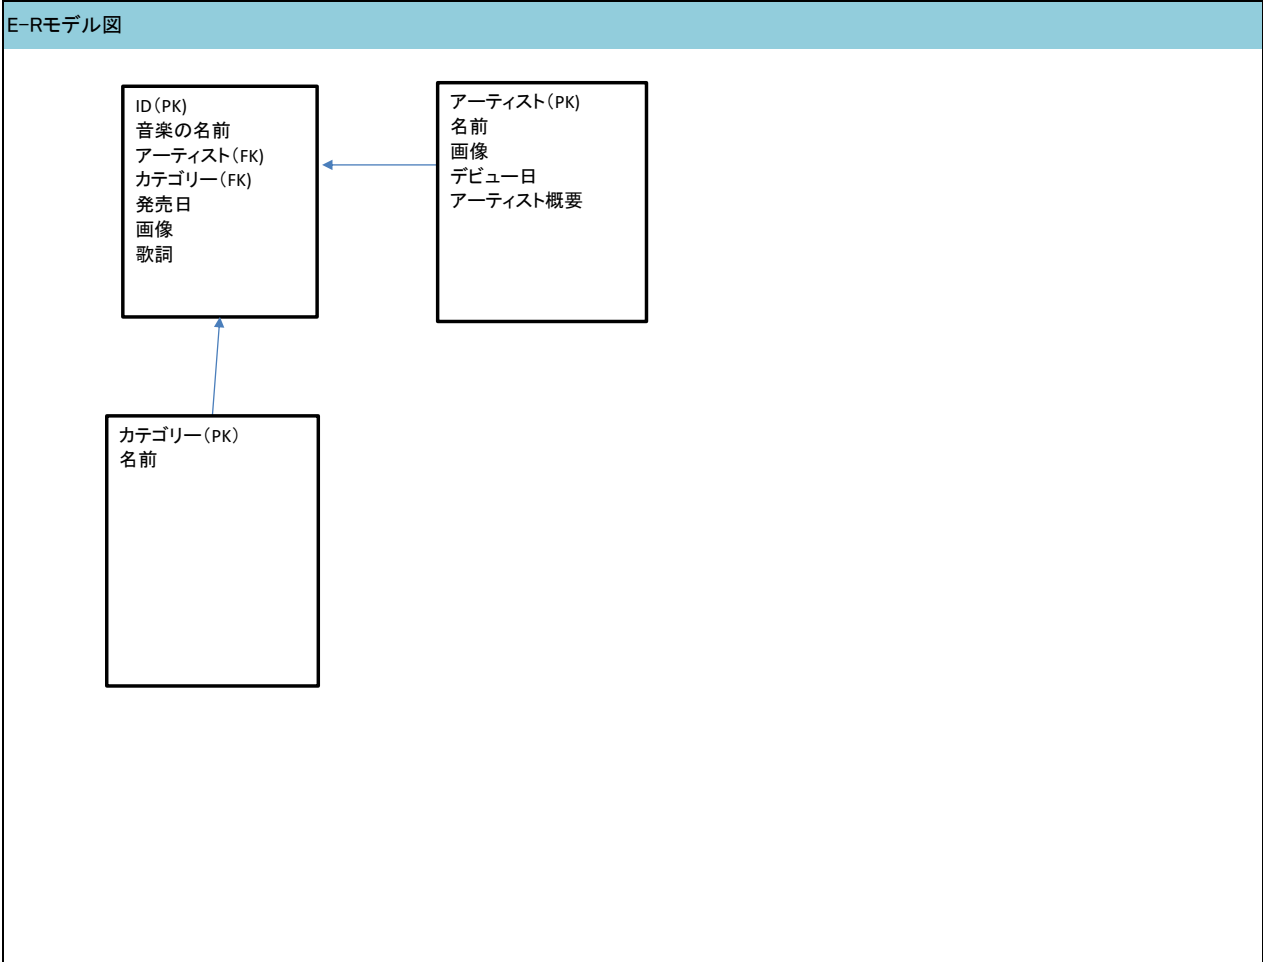 E-Rモデル図
ID（PK)
音楽の名前
アーティスト（FK)
カテゴリー（FK)
発売日
画像
歌詞
アーティスト（PK)
名前
画像
デビュー日
アーティスト概要
カテゴリー（PK）
名前